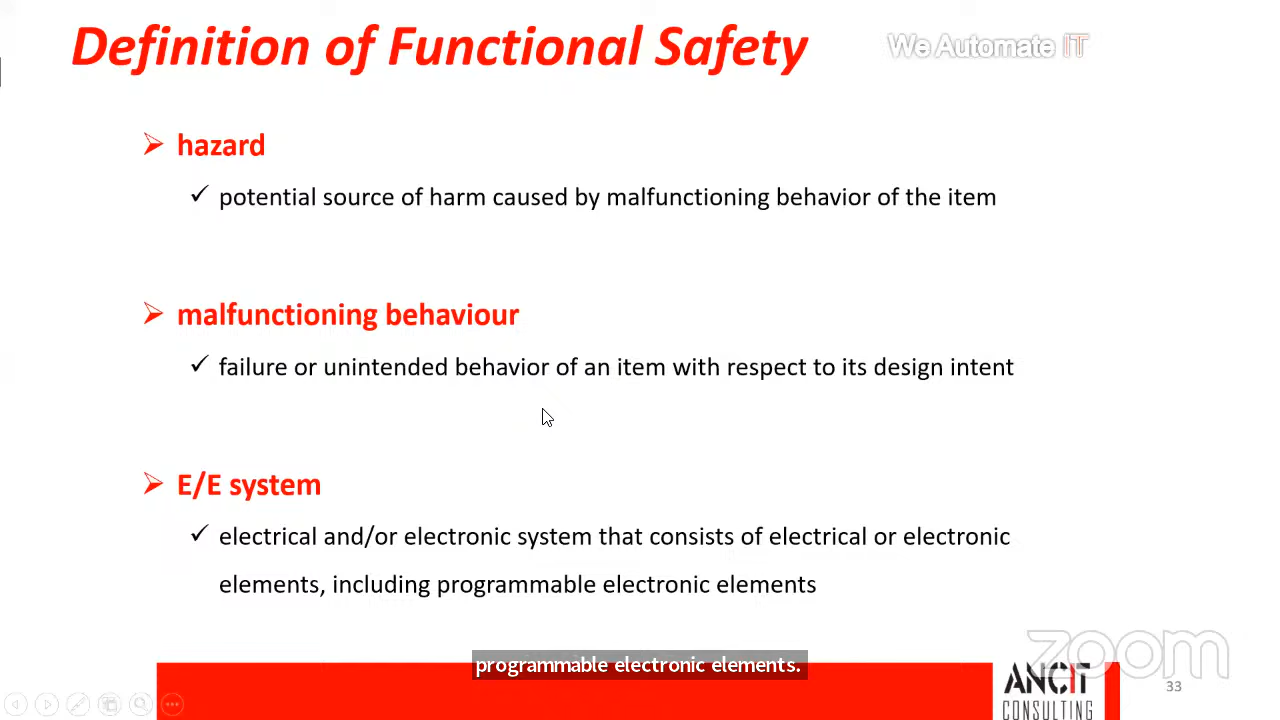 Definition of Functional Safety
We Automate IT
hazard
potential source of harm caused by malfunctioning behavior of the item
malfunctioning behaviour
failure or unintended behavior of an item with respect to its design intent
E/E system
electrical and/or electronic system that consists of electrical or electronic
elements, including programmable electronic elements
programmable electronic elements.
zoom
ANCIT
CONSULTING
33